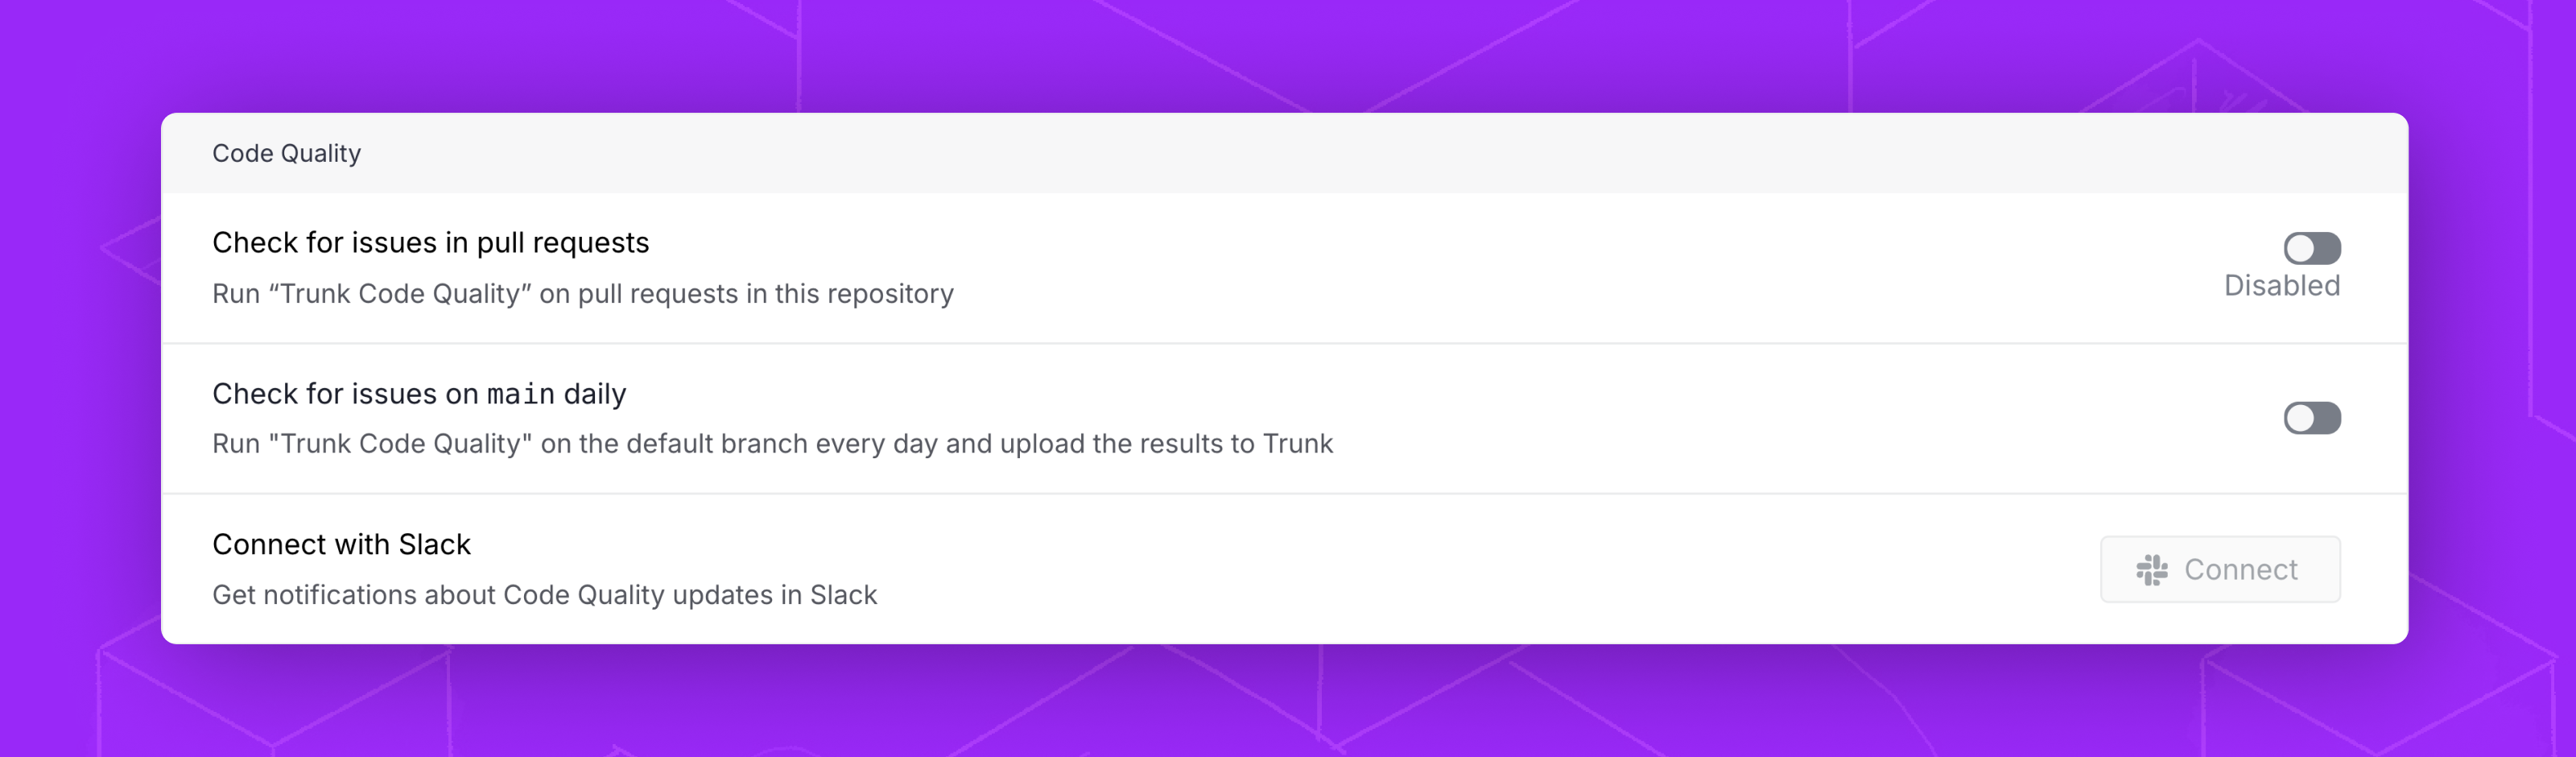 Code Quality
Check for issues in pull requests
Run “Trunk Code Quality” on pull requests in this repository
Disabled
Check for issues on main daily
Run "Trunk Code Quality" on the default branch every day and upload the results to Trunk
Connect with Slack
Get notifications about Code Quality updates in Slack
Connect